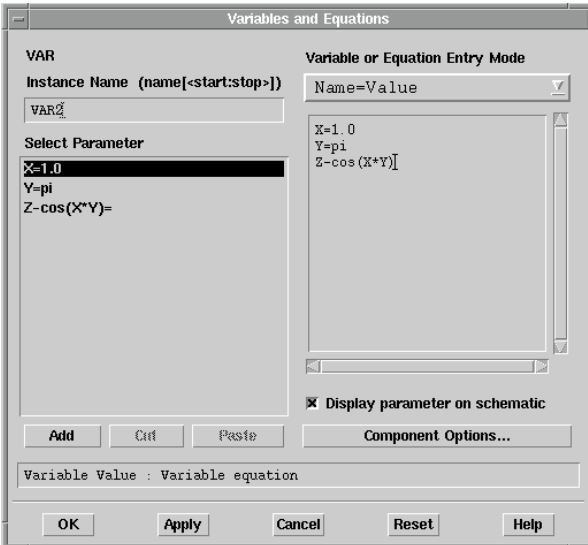 Variables and Equations
VAR
Instance Name (name[<start:stop>])
VAR2
Select Parameter
X=1.0
Y=pi
Z-cos(X*Y)=
Add
Cut
Paste
Variable or Equation Entry Mode
Name=Value
X=1.0
Y=pi
Z-cos(X*Y)
Display parameter on schematic
Component Options...
Variable Value : Variable equation
OK
Apply
Cancel
Reset
Help